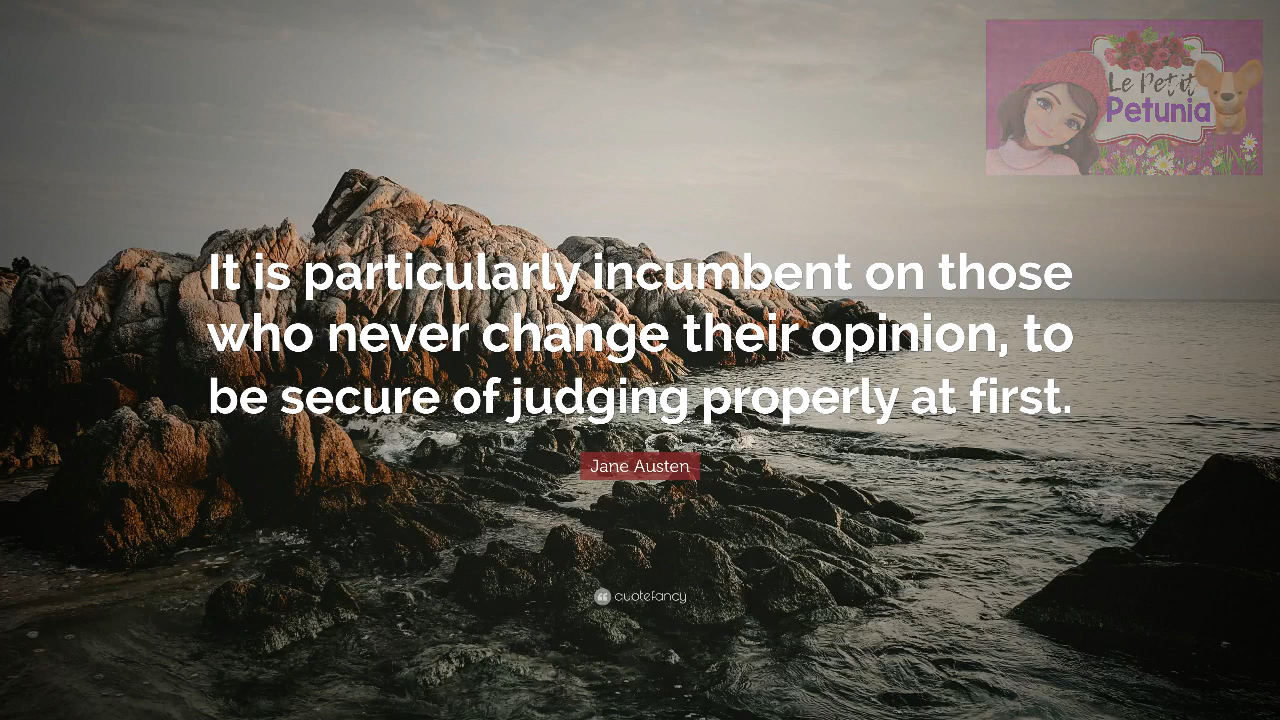 Le Petit
Petunia
It is particularly incumbent on those
who never change their opinion, to
be secure of judging properly at first.
Jane Austen
quotefancy